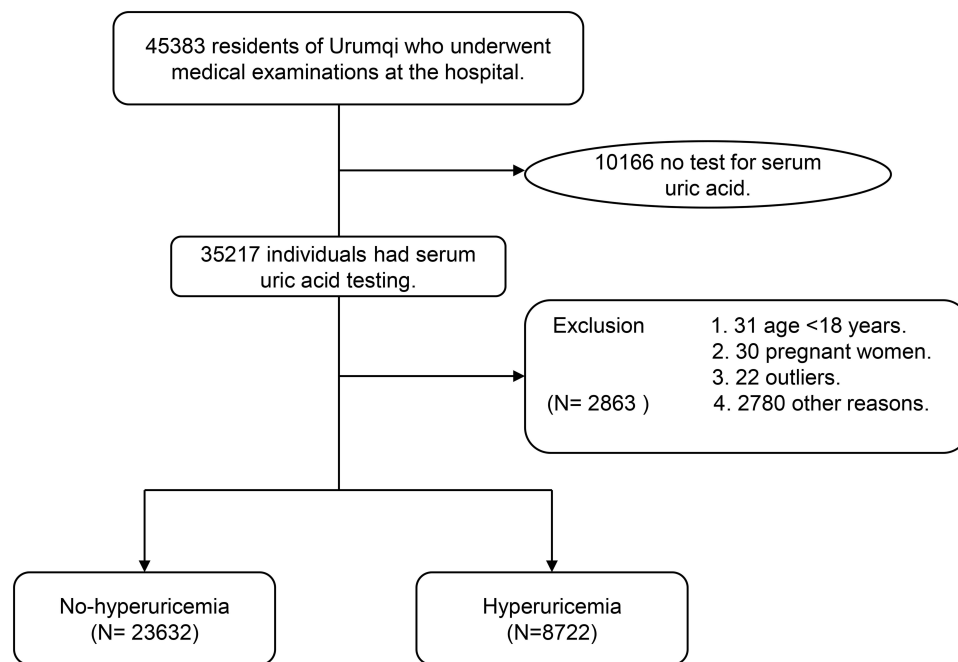 45383 residents of Urumqi who underwent
medical examinations at the hospital.
10166 no test for serum
uric acid.
35217 individuals had serum
uric acid testing.
Exclusion 1. 31 age <18 years.
2. 30 pregnant women.
3. 22 outliers.
(N= 2863 ) 4. 2780 other reasons.
No-hyperuricemia
(N= 23632)
Hyperuricemia
(N=8722)